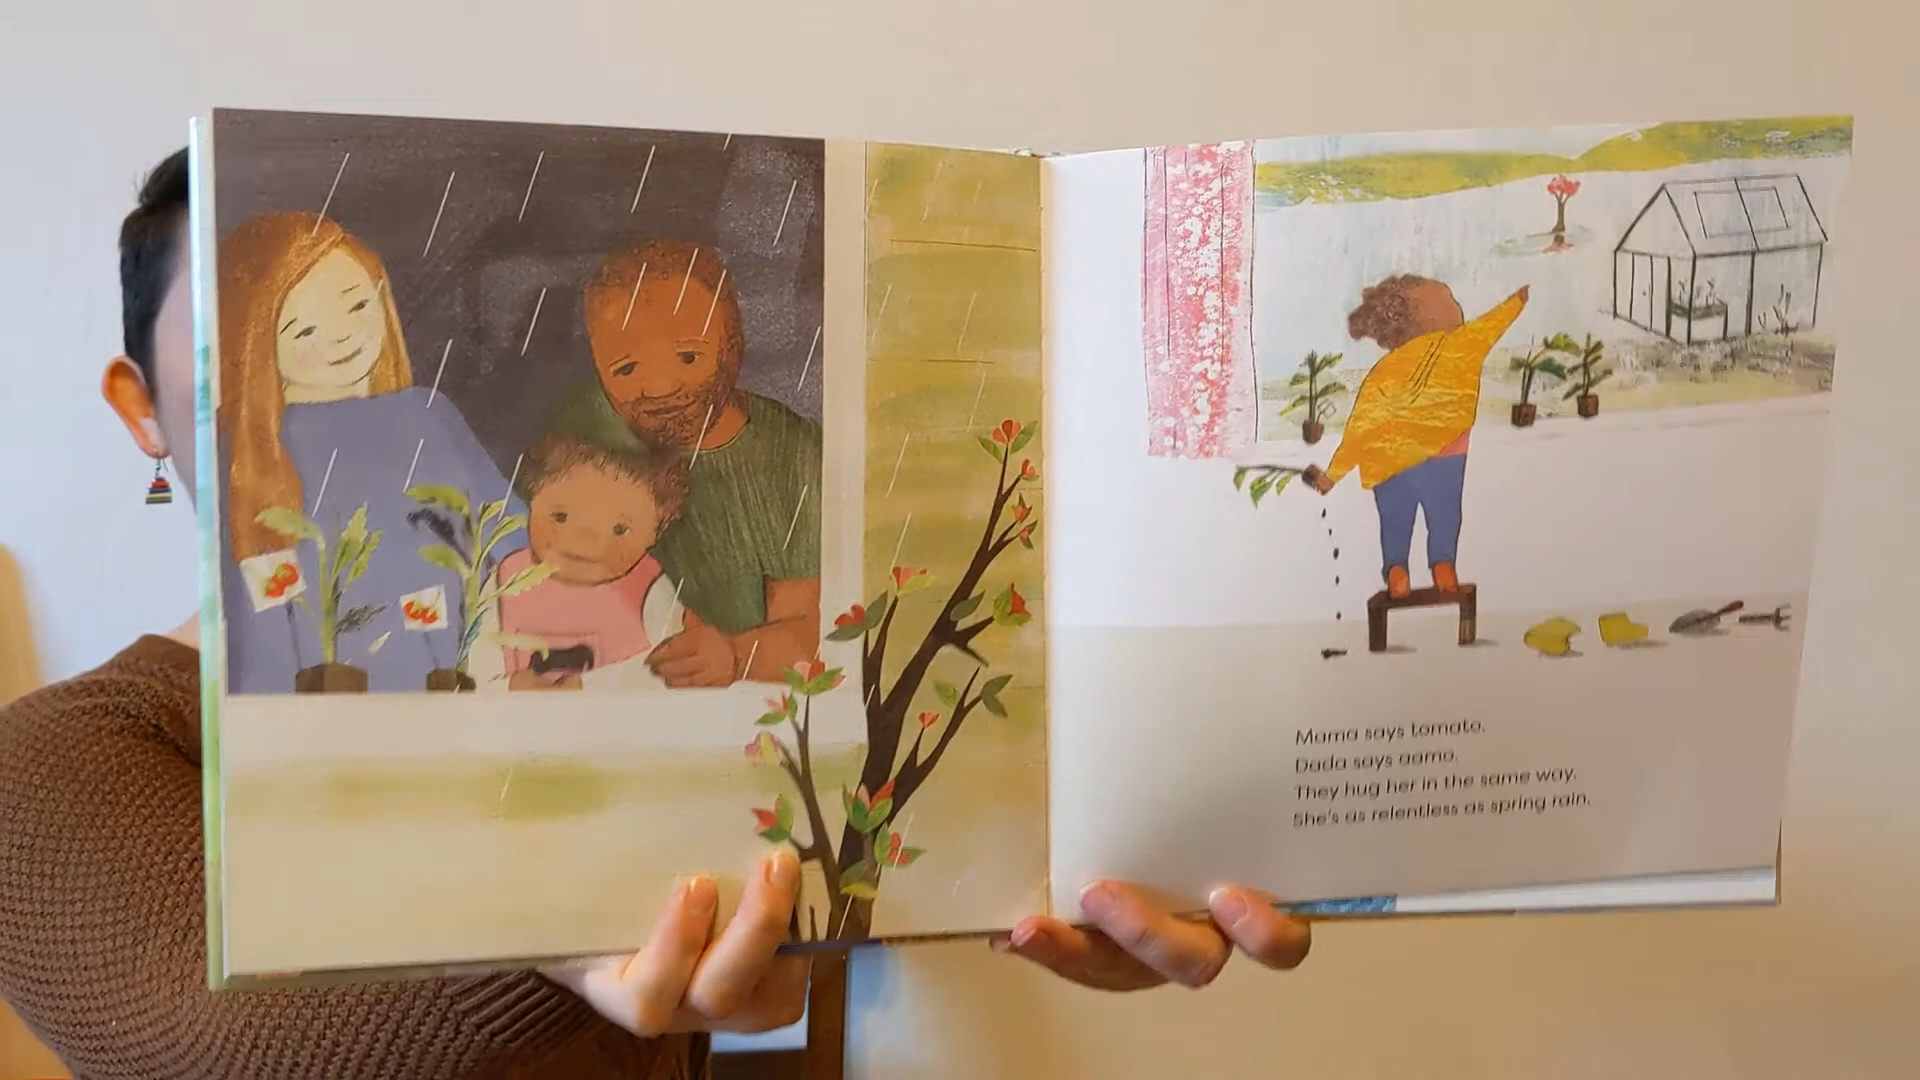 Mama says tomato.
Dada says aamo.
They hug her in the same way.
She's as relentless as spring rain.